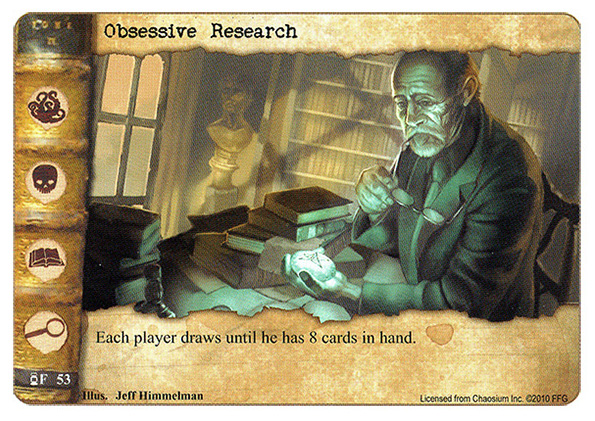 Obsessive Research
Each player draws until he has 8 cards in hand.
F 53
Illus. Jeff Himmelman
Licensed from Chaosium Inc. ©2010 FFG